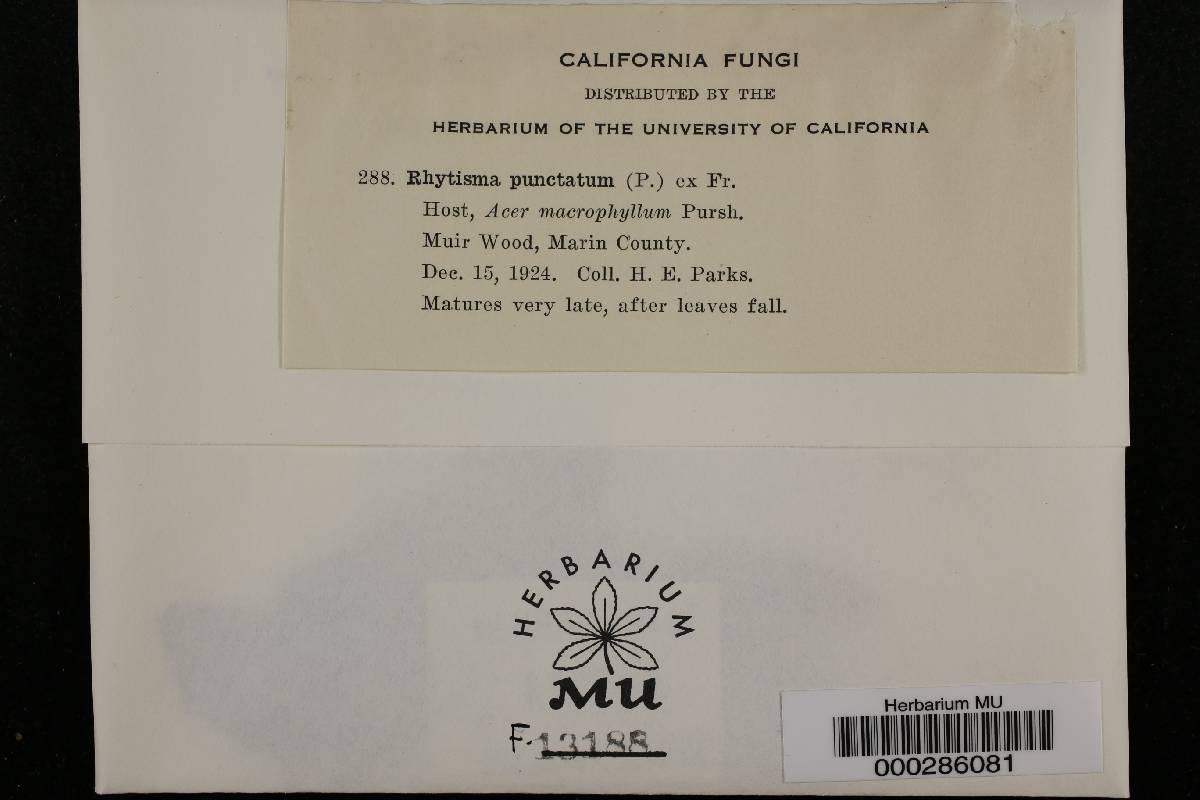 CALIFORNIA FUNGI
DISTRIBUTED BY THE
HERBARIUM OF THE UNIVERSITY OF CALIFORNIA
288. Rhytisma punctatum (P.) ex Fr.
Host, Acer macrophyllum Pursh.
Muir Wood, Marin County.
Dec. 15, 1924. Coll. H. E. Parks.
Matures very late, after leaves fall.
HERBARIUM
MU
F.13188
Herbarium MU
000286081